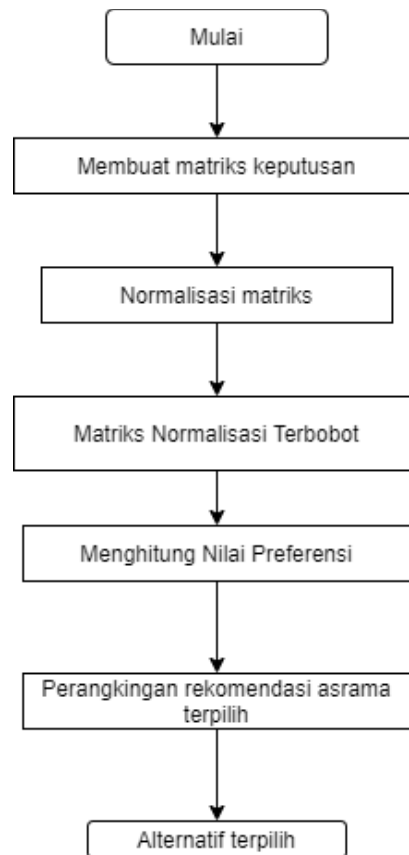 Mulai
Membuat matriks keputusan
Normalisasi matriks
Matriks Normalisasi Terbobot
Menghitung Nilai Preferensi
Perangkingan rekomendasi asrama
terpilih
Alternatif terpilih